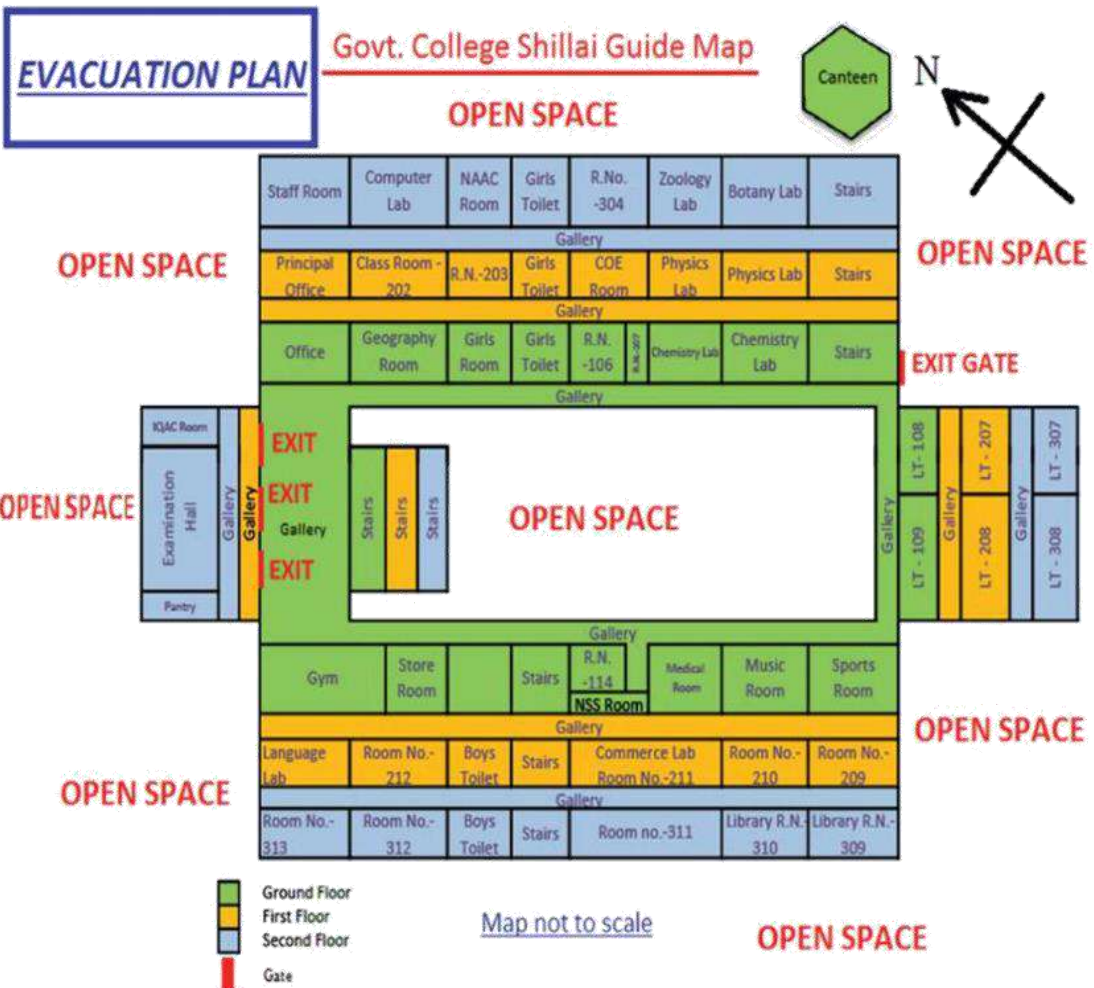 EVACUATION PLAN
Govt. College Shillai Guide Map
Canteen
N
OPEN SPACE
Staff Room
Computer
Lab
NAAC
Room
Girls
Toilet
R.No.
-304
Zoology
Lab
Botany Lab
Stairs
Gallery
OPEN SPACE
OPEN SPACE
Principal
Office
Class Room -
202
R.N.-203
Girls
Toilet
COE
Room
Physics
Lab
Physics Lab
Stairs
Gallery
Office
Geography
Room
Girls
Room
Girls
Toilet
R.N.
-106
Chemistry Lab
Chemistry
Lab
Stairs
EXIT GATE
Gallery
IQAC Room
Examination
Hall
Pantry
Gallery
Gallery
OPEN SPACE
EXIT
EXIT
Gallery
EXIT
Stairs
Stairs
Stairs
OPEN SPACE
Gallery
LT- 108
LT - 109
Gallery
LT - 207
LT - 208
Gallery
LT - 307
LT - 308
Gallery
Gym
Store
Room
Stairs
R.N.
-114
NSS Room
Medical
Room
Music
Room
Sports
Room
Gallery
OPEN SPACE
Language
Lab
Room No.-
212
Boys
Toilet
Stairs
Commerce Lab
Room No.-211
Room No.-
210
Room No.-
209
OPEN SPACE
Gallery
Room No.-
313
Room No.-
312
Boys
Toilet
Stairs
Room no.-311
Library R.N.-
310
Library R.N.-
309
Ground Floor
First Floor
Second Floor
Gate
Map not to scale
OPEN SPACE